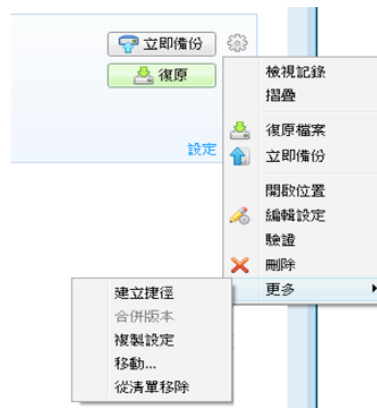 立即備份
復原
設定
檢視記錄
摺疊
復原檔案
立即備份
開啟位置
編輯設定
驗證
刪除
更多
建立捷徑
合併版本
複製設定
移動...
從清單移除